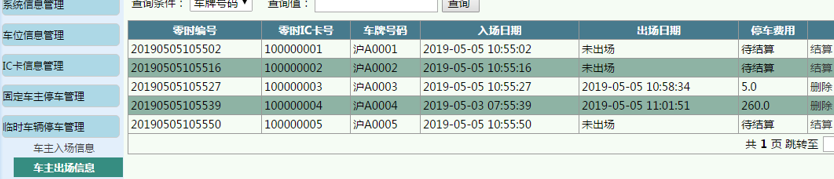 系统信息管理
查询条件： 车牌号码 查询值： 查询
车位信息管理
IC卡信息管理
固定车主停车管理
临时车辆停车管理
车主入场信息
车主出场信息
零时编号 零时IC卡号 车牌号码 入场日期 出场日期 停车费用
20190505105502 100000001 沪A0001 2019-05-05 10:55:02 未出场 待结算 结算
20190505105516 100000002 沪A0002 2019-05-05 10:55:16 未出场 待结算 结算
20190505105527 100000003 沪A0003 2019-05-05 10:55:27 2019-05-05 10:58:34 5.0 删除
20190505105539 100000004 沪A0004 2019-05-03 07:55:39 2019-05-05 11:01:51 260.0 删除
20190505105550 100000005 沪A0005 2019-05-05 10:55:50 未出场 待结算 结算
共 1 页 跳转至